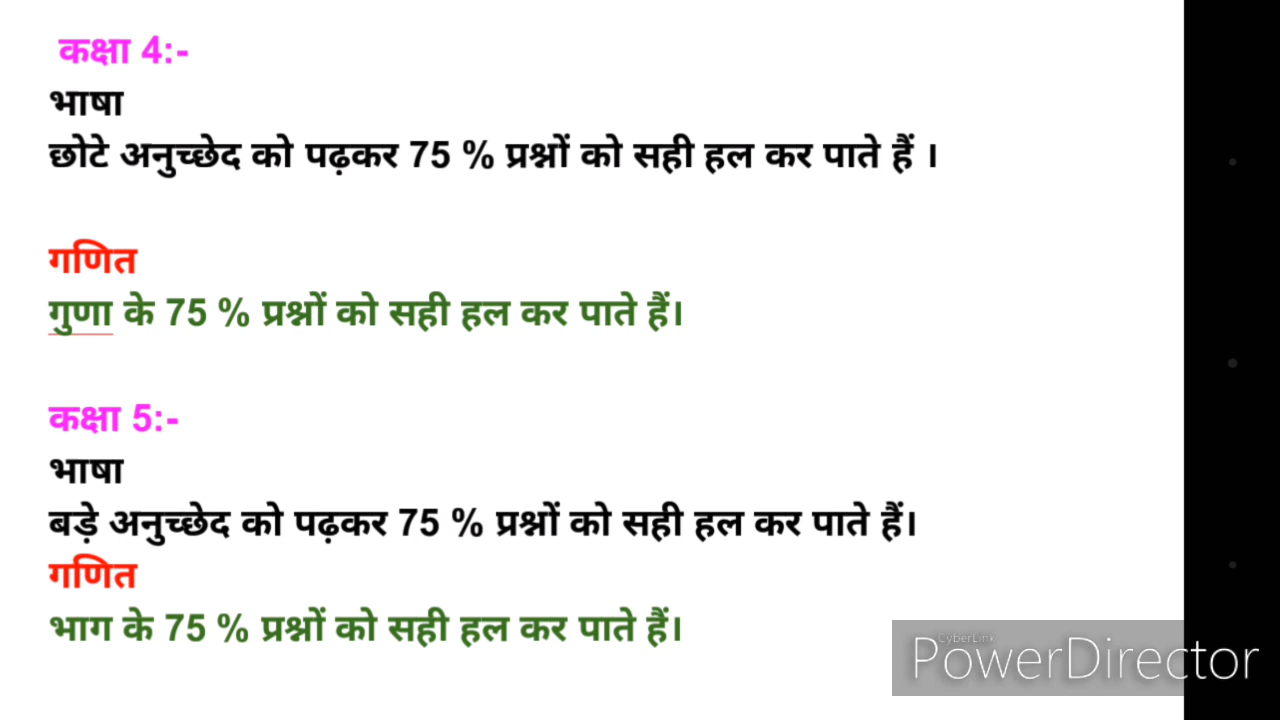 कक्षा 4:-
भाषा
छोटे अनुच्छेद को पढ़कर 75 % प्रश्नों को सही हल कर पाते हैं ।
गणित
गुणा के 75 % प्रश्नों को सही हल कर पाते हैं।
कक्षा 5:-
भाषा
बड़े अनुच्छेद को पढ़कर 75 % प्रश्नों को सही हल कर पाते हैं।
गणित
भाग के 75 % प्रश्नों को सही हल कर पाते हैं।
CyberLink
PowerDirector